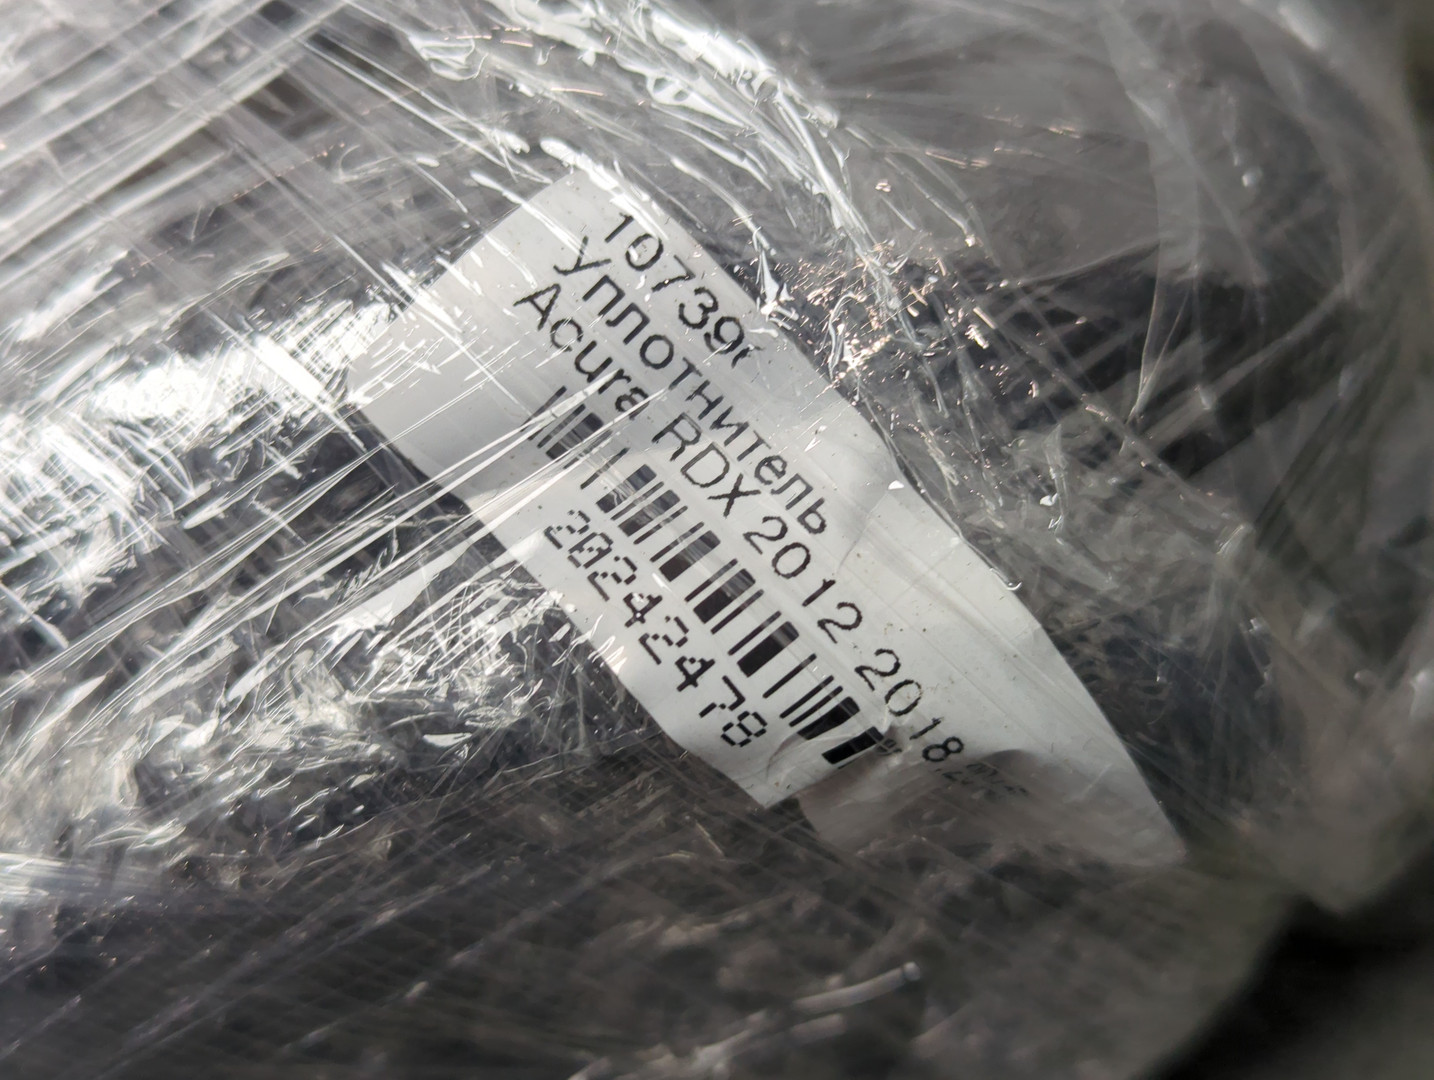 10739
Уплотнитель
Acura RDX 2012 2018
20242478